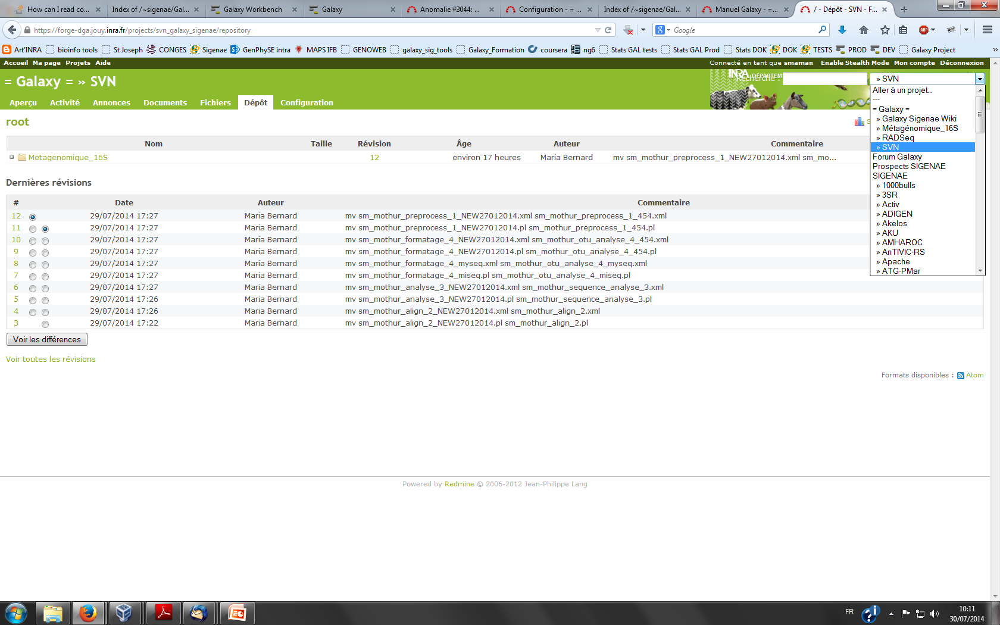 How can I read co... Index of /~sigenae/Gal... Galaxy Workbench Galaxy Anomalie #3044: ... Configuration - = ... Index of /~sigenae/Gal... Manuel Galaxy - =... / - Dépôt - SVN - F...
https://forge-dga.jouy.inra.fr/projects/svn_galaxy_sigenae/repository Google
Art'INRA bioinfo tools St Joseph CONGES Sigenae GenPhySE intra MAPS IFB GENOWEB galaxy_sig_tools Galaxy_Formation coursera ng6 Stats GAL tests Stats GAL Prod Stats DOK DOK TESTS PROD DEV Galaxy Project »
Accueil Ma page Projets Aide Connecté en tant que smaman Enable Stealth Mode Mon compte Déconnexion
= Galaxy = » SVN
INRA DÉPARTEM
Recherche :
» SVN
Aperçu Activité Annonces Documents Fichiers Dépôt Configuration
Aller à un projet...
---
= Galaxy =
» Galaxy Sigenae Wiki
» Métagénomique_16S
» RADSeq
» SVN
Forum Galaxy
Prospects SIGENAE
SIGENAE
» 1000bulls
» 3SR
» Activ
» ADIGEN
» Akelos
» AKU
» AMHAROC
» AnTIVIC-RS
» Apache
» ATG-PMar
root
S
Nom Taille Révision Âge Auteur Commentaire
Metagenomique_16S 12 environ 17 heures Maria Bernard mv sm_mothur_preprocess_1_NEW27012014.xml sm_mo...
Dernières révisions
# Date Auteur Commentaire
12 29/07/2014 17:27 Maria Bernard mv sm_mothur_preprocess_1_NEW27012014.xml sm_mothur_preprocess_1_454.xml
11 29/07/2014 17:27 Maria Bernard mv sm_mothur_preprocess_1_NEW27012014.pl sm_mothur_preprocess_1_454.pl
10 29/07/2014 17:27 Maria Bernard mv sm_mothur_formatage_4_NEW27012014.xml sm_mothur_otu_analyse_4_454.xml
9 29/07/2014 17:27 Maria Bernard mv sm_mothur_formatage_4_NEW27012014.pl sm_mothur_otu_analyse_4_454.pl
8 29/07/2014 17:27 Maria Bernard mv sm_mothur_formatage_4_myseq.xml sm_mothur_otu_analyse_4_myseq.xml
7 29/07/2014 17:27 Maria Bernard mv sm_mothur_formatage_4_miseq.pl sm_mothur_otu_analyse_4_miseq.pl
6 29/07/2014 17:27 Maria Bernard mv sm_mothur_analyse_3_NEW27012014.xml sm_mothur_sequence_analyse_3.xml
5 29/07/2014 17:26 Maria Bernard mv sm_mothur_analyse_3_NEW27012014.pl sm_mothur_sequence_analyse_3.pl
4 29/07/2014 17:26 Maria Bernard mv sm_mothur_align_2_NEW27012014.xml sm_mothur_align_2.xml
3 29/07/2014 17:22 Maria Bernard mv sm_mothur_align_2_NEW27012014.pl sm_mothur_align_2.pl
Voir les différences
Voir toutes les révisions
Formats disponibles : Atom
Powered by Redmine © 2006-2012 Jean-Philippe Lang
FR 10:11
30/07/2014